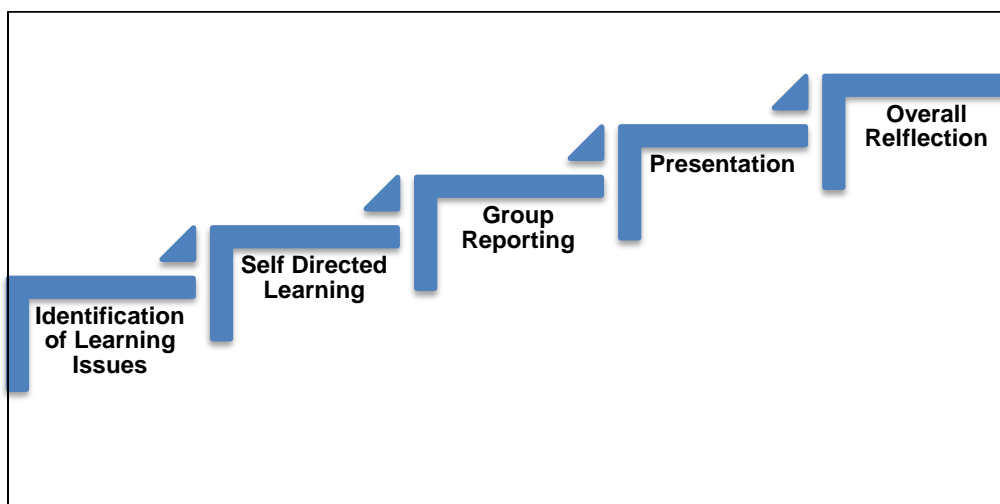 Identification
of Learning
Issues
Self Directed
Learning
Group
Reporting
Presentation
Overall
Relflection